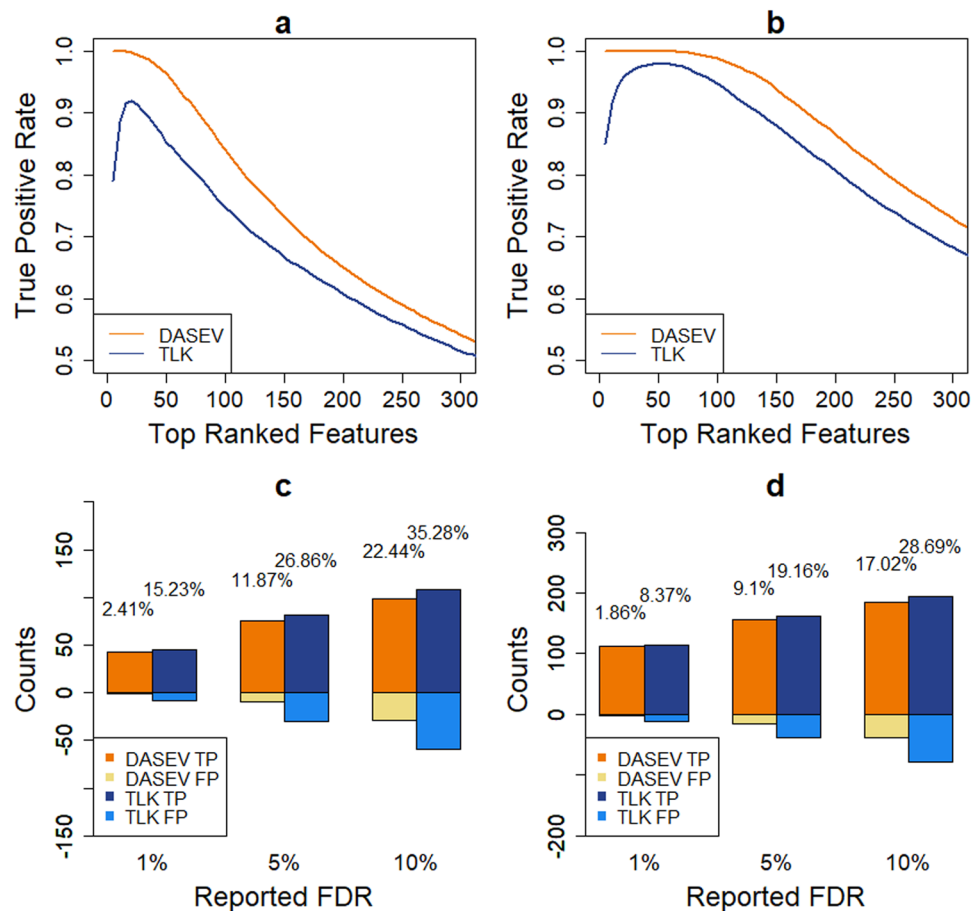 a
True Positive Rate
1.0
0.9
0.8
0.7
0.6
0.5
DASEV
TLK
0 50 100 150 200 250 300
Top Ranked Features
b
True Positive Rate
1.0
0.9
0.8
0.7
0.6
0.5
DASEV
TLK
0 50 100 150 200 250 300
Top Ranked Features
c
Counts
150
50
0
-50
-150
2.41%
15.23%
11.87%
26.86%
22.44%
35.28%
DASEV TP
DASEV FP
TLK TP
TLK FP
1% 5% 10%
Reported FDR
d
Counts
300
200
100
0
-200
1.86%
8.37%
9.1%
19.16%
17.02%
28.69%
DASEV TP
DASEV FP
TLK TP
TLK FP
1% 5% 10%
Reported FDR